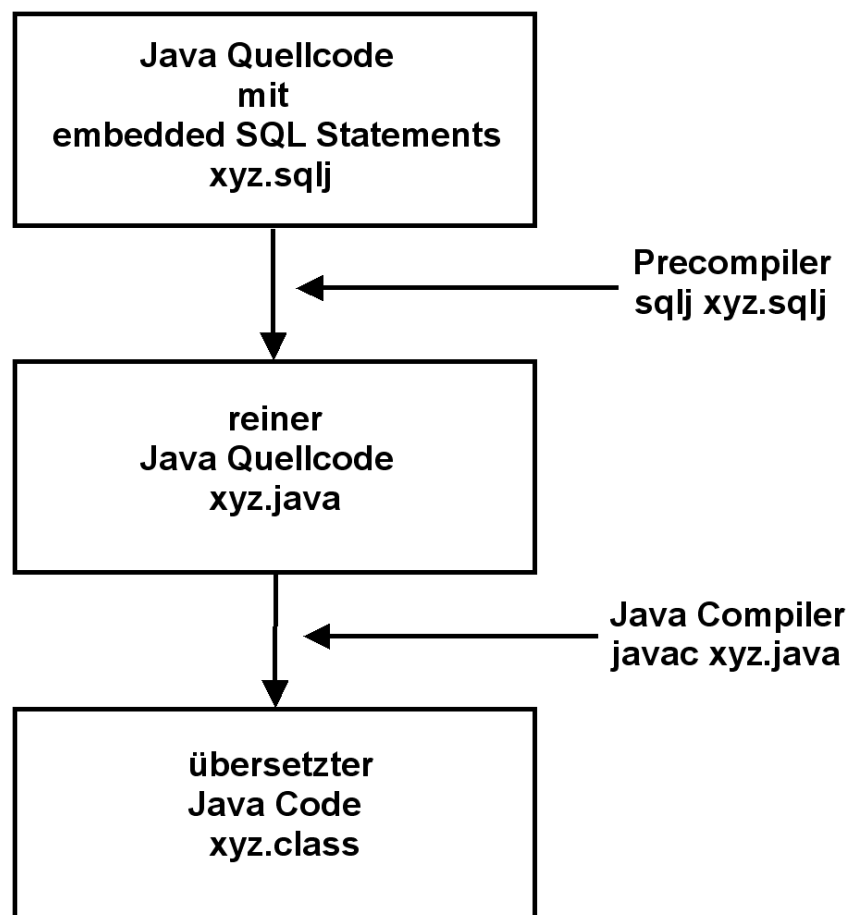 Java Quellcode
mit
embedded SQL Statements
xyz.sqlj
Precompiler
sqlj xyz.sqlj
reiner
Java Quellcode
xyz.java
Java Compiler
javac xyz.java
übersetzter
Java Code
xyz.class